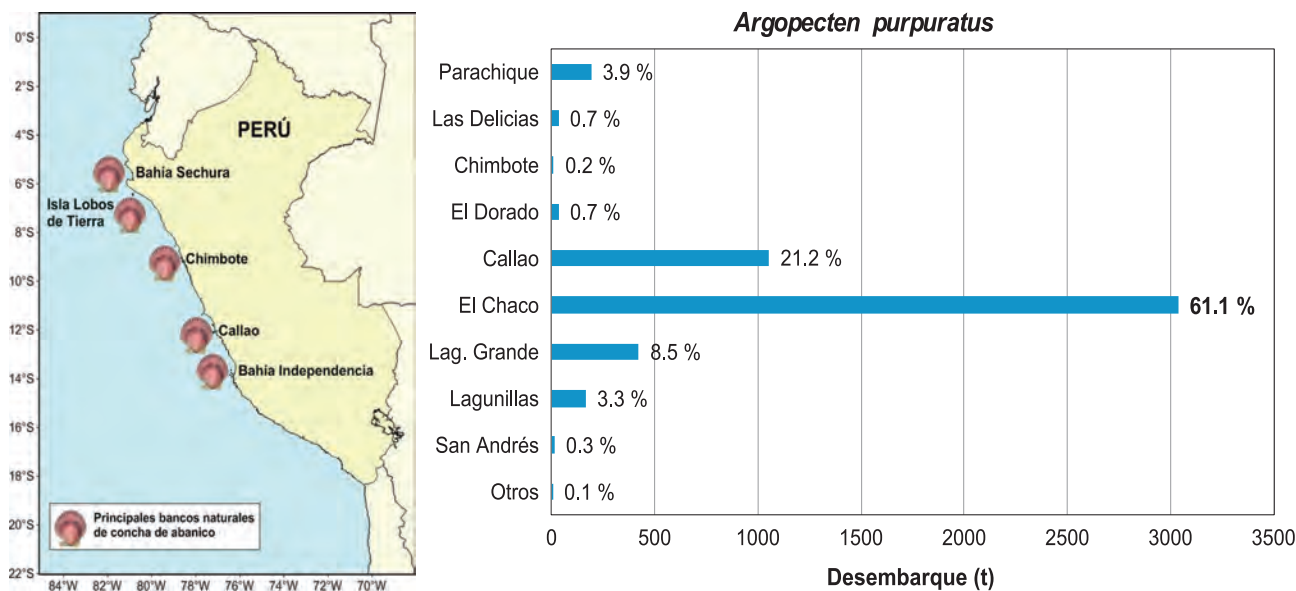 0°S
2°S
4°S
6°S
8°S
10°S
12°S
14°S
16°S
18°S
20°S
22°S
84°W 82°W 80°W 78°W 76°W 74°W 72°W 70°W
PERÚ
Bahía Sechura
Isla Lobos
de Tierra
Chimbote
Callao
Bahía Independencia
Principales bancos naturales
de concha de abanico
Argopecten purpuratus
Parachique 3.9 %
Las Delicias 0.7 %
Chimbote 0.2 %
El Dorado 0.7 %
Callao 21.2 %
El Chaco 61.1 %
Lag. Grande 8.5 %
Lagunillas 3.3 %
San Andrés 0.3 %
Otros 0.1 %
0 500 1000 1500 2000 2500 3000 3500
Desembarque (t)